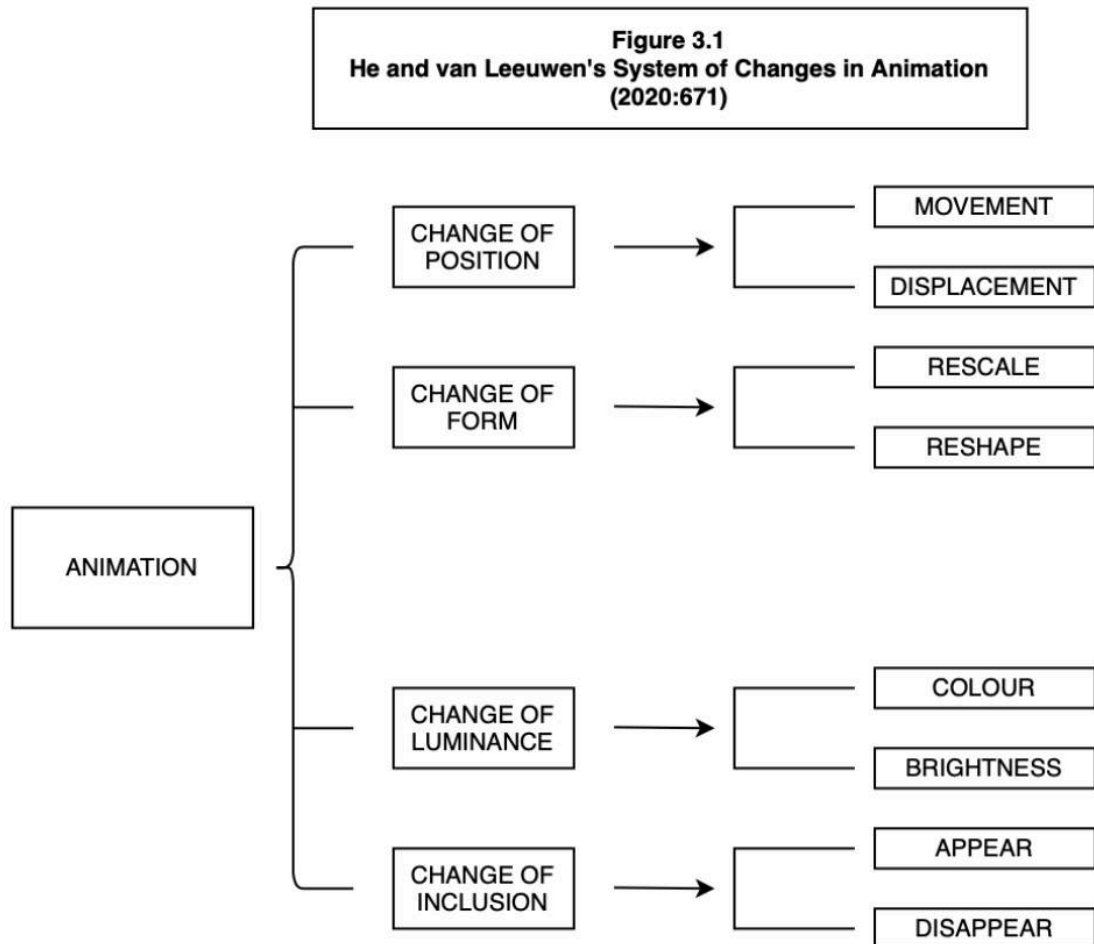 Figure 3.1
He and van Leeuwen's System of Changes in Animation
(2020:671)
MOVEMENT
CHANGE OF
POSITION
DISPLACEMENT
RESCALE
CHANGE OF
FORM
RESHAPE
ANIMATION
COLOUR
CHANGE OF
LUMINANCE
BRIGHTNESS
APPEAR
CHANGE OF
INCLUSION
DISAPPEAR